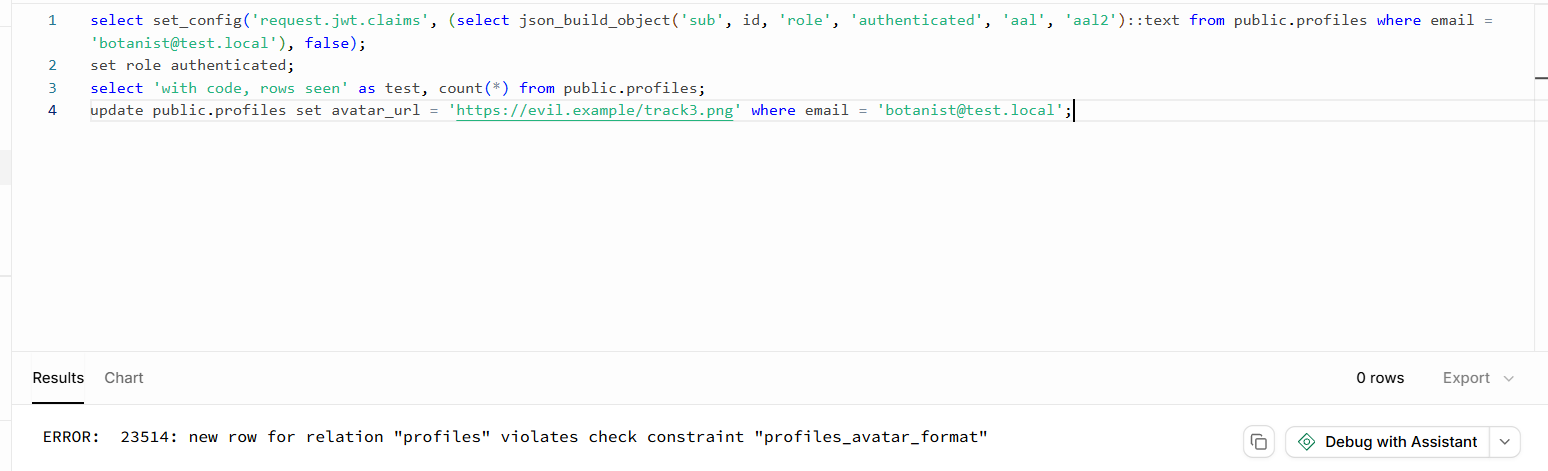 1 select set_config('request.jwt.claims', (select json_build_object('sub', id, 'role', 'authenticated', 'aal', 'aal2')::text from public.profiles where email =
'botanist@test.local'), false);
2 set role authenticated;
3 select 'with code, rows seen' as test, count(*) from public.profiles;
4 update public.profiles set avatar_url = 'https://evil.example/track3.png' where email = 'botanist@test.local';
Results Chart 0 rows Export
ERROR: 23514: new row for relation "profiles" violates check constraint "profiles_avatar_format" Debug with Assistant